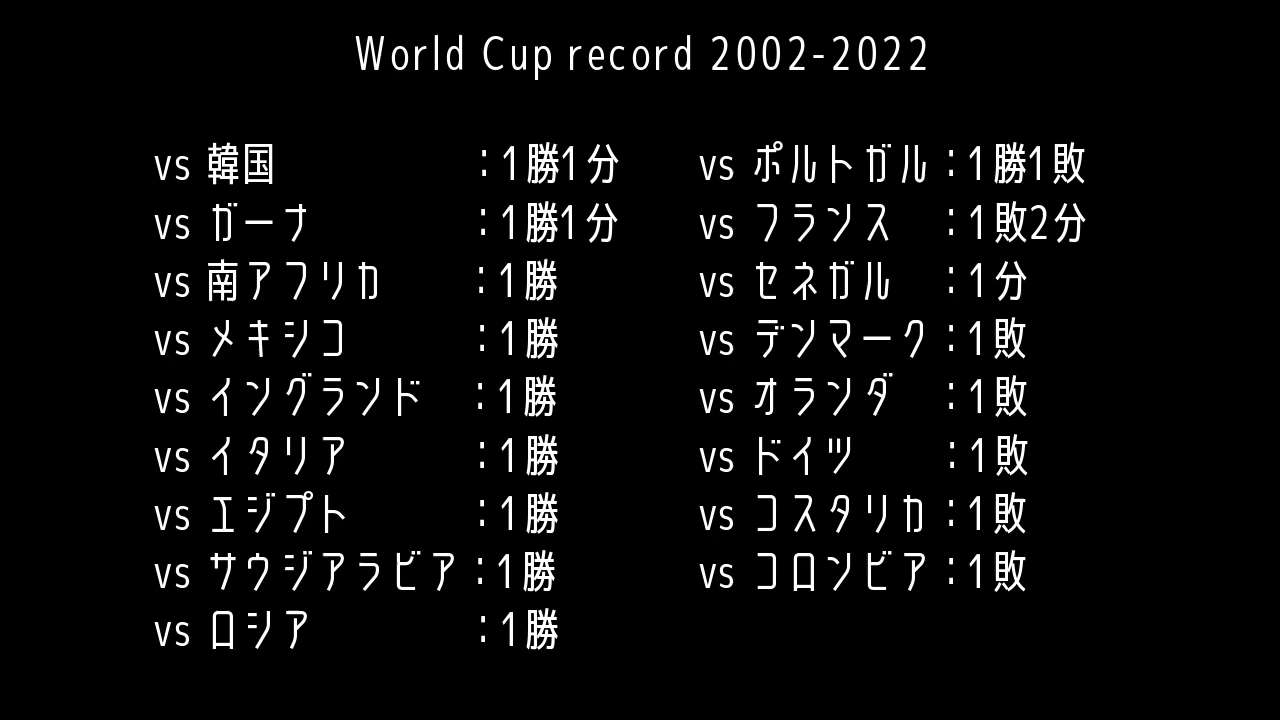 World Cup record 2002-2022
vs 韓国 :1勝1分
vs ガーナ :1勝1分
vs 南アフリカ :1勝
vs メキシコ :1勝
vs イングランド :1勝
vs イタリア :1勝
vs エジプト :1勝
vs サウジアラビア :1勝
vs ロシア :1勝
vs ポルトガル :1勝1敗
vs フランス :1敗2分
vs セネガル :1分
vs デンマーク :1敗
vs オランダ :1敗
vs ドイツ :1敗
vs コスタリカ :1敗
vs コロンビア :1敗